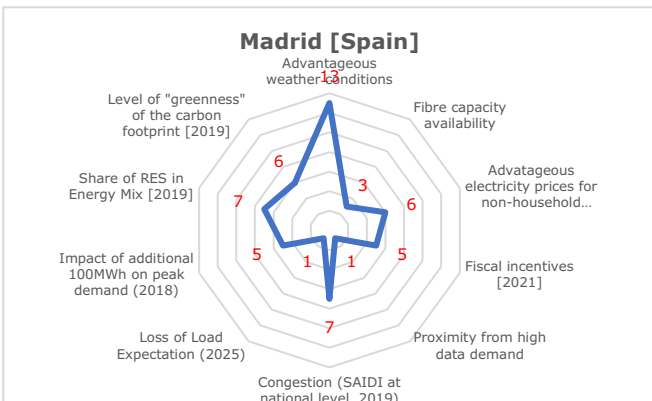 Madrid [Spain]
Advantageous
weather conditions
13
Level of "greenness"
of the carbon
footprint [2019]
Fibre capacity
availability
6
3
Share of RES in
Energy Mix [2019]
7
6
Advatageous
electricity prices for
non-household...
Impact of additional
100MWh on peak
demand (2018)
5
1
1
5
Fiscal incentives
[2021]
7
Loss of Load
Expectation (2025)
Proximity from high
data demand
Congestion (SAIDI at
national level, 2019)